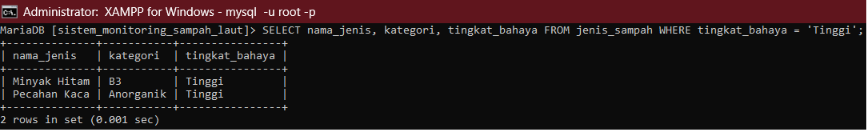 Administrator: XAMPP for Windows - mysql -u root -p
MariaDB [sistem_monitoring_sampah_laut]> SELECT nama_jenis, kategori, tingkat_bahaya FROM jenis_sampah WHERE tingkat_bahaya = 'Tinggi';
+--------------+-----------+----------------+
| nama_jenis   | kategori  | tingkat_bahaya |
+--------------+-----------+----------------+
| Minyak Hitam | B3        | Tinggi         |
| Pecahan Kaca | Anorganik | Tinggi         |
+--------------+-----------+----------------+
2 rows in set (0.001 sec)